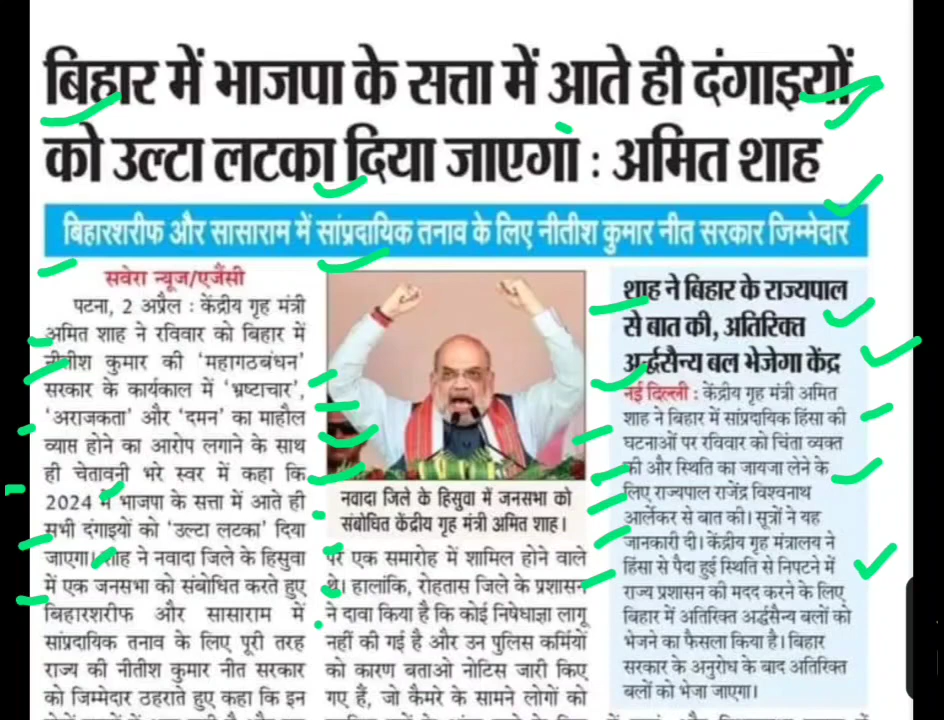 बिहार में भाजपा के सत्ता में आते ही दंगाइयों
को उल्टा लटका दिया जाएगा : अमित शाह
बिहारशरीफ और सासाराम में सांप्रदायिक तनाव के लिए नीतीश कुमार नीत सरकार जिम्मेदार
सवेरा न्यूज/एजैंसी
पटना, 2 अप्रैल : केंद्रीय गृह मंत्री
अमित शाह ने रविवार को बिहार में
नीतीश कुमार की 'महागठबंधन'
सरकार के कार्यकाल में 'भ्रष्टाचार',
'अराजकता' और 'दमन' का माहौल
व्याप्त होने का आरोप लगाने के साथ
ही चेतावनी भरे स्वर में कहा कि
2024 में भाजपा के सत्ता में आते ही
सभी दंगाइयों को 'उल्टा लटका' दिया
जाएगा। शाह ने नवादा जिले के हिसुवा
में एक जनसभा को संबोधित करते हुए
बिहारशरीफ और सासाराम में
सांप्रदायिक तनाव के लिए पूरी तरह
राज्य की नीतीश कुमार नीत सरकार
को जिम्मेदार ठहराते हुए कहा कि इन
नवादा जिले के हिसुवा में जनसभा को
संबोधित केंद्रीय गृह मंत्री अमित शाह।
पर एक समारोह में शामिल होने वाले
थे। हालांकि, रोहतास जिले के प्रशासन
ने दावा किया है कि कोई निषेधाज्ञा लागू
नहीं की गई है और उन पुलिस कर्मियों
को कारण बताओ नोटिस जारी किए
गए हैं, जो कैमरे के सामने लोगों को
शाह ने बिहार के राज्यपाल
से बात की, अतिरिक्त
अर्द्धसैन्य बल भेजेगा केंद्र
नई दिल्ली : केंद्रीय गृह मंत्री अमित
शाह ने बिहार में सांप्रदायिक हिंसा की
घटनाओं पर रविवार को चिंता व्यक्त
की और स्थिति का जायजा लेने के
लिए राज्यपाल राजेंद्र विश्वनाथ
आर्लेकर से बात की। सूत्रों ने यह
जानकारी दी। केंद्रीय गृह मंत्रालय ने
हिंसा से पैदा हुई स्थिति से निपटने में
राज्य प्रशासन की मदद करने के लिए
बिहार में अतिरिक्त अर्द्धसैन्य बलों को
भेजने का फैसला किया है। बिहार
सरकार के अनुरोध के बाद अतिरिक्त
बलों को भेजा जाएगा।